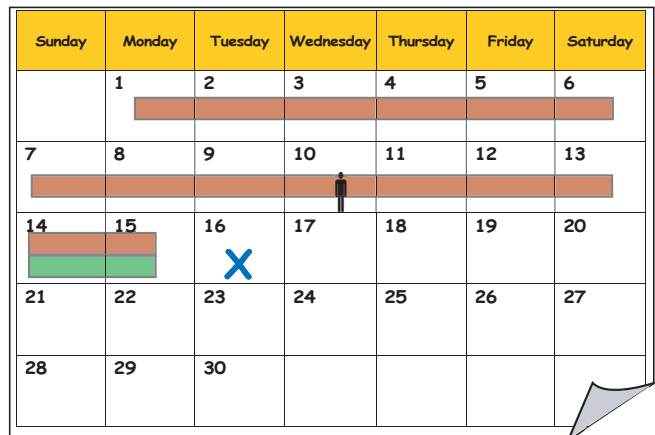 Sunday Monday Tuesday Wednesday Thursday Friday Saturday
1 2 3 4 5 6
7 8 9 10 11 12 13
14 15 16 17 18 19 20
21 22 23 24 25 26 27
28 29 30